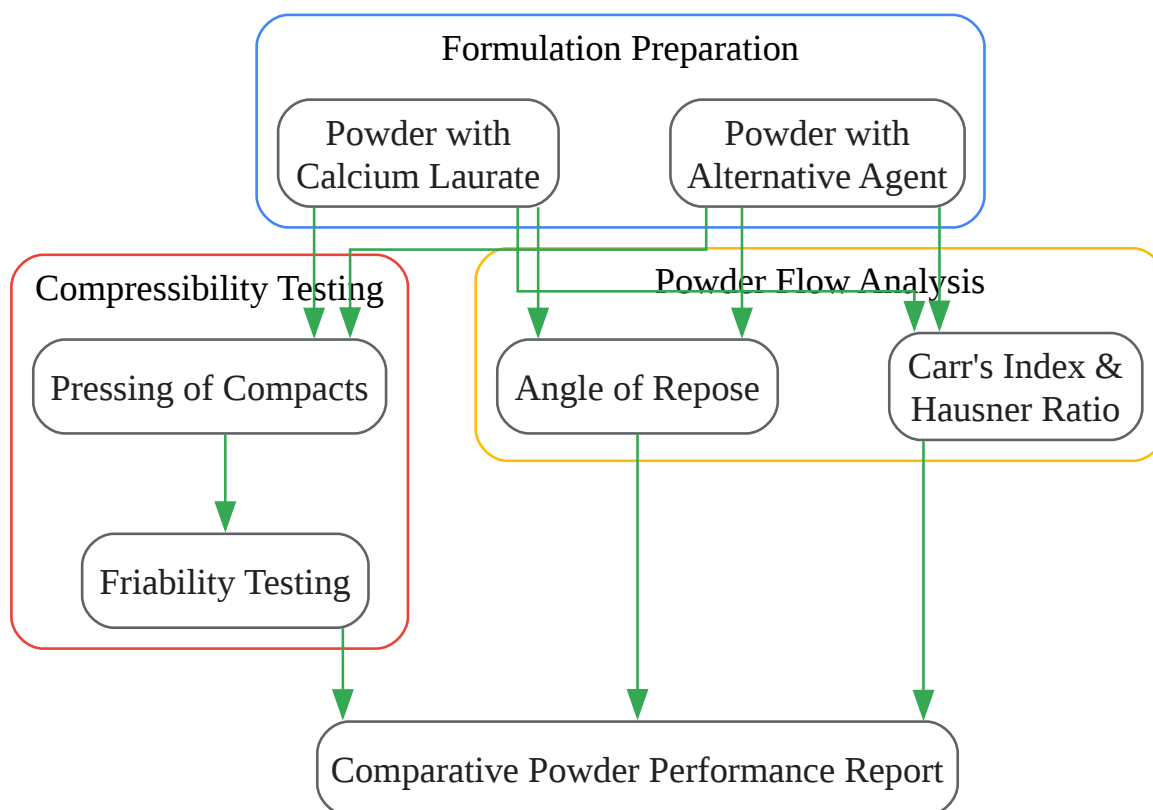 Formulation Preparation
Powder with
Calcium Laurate
Powder with
Alternative Agent
Compressibility Testing
Powder Flow Analysis
Pressing of Compacts
Angle of Repose
Carr's Index &
Hausner Ratio
Friability Testing
Comparative Powder Performance Report